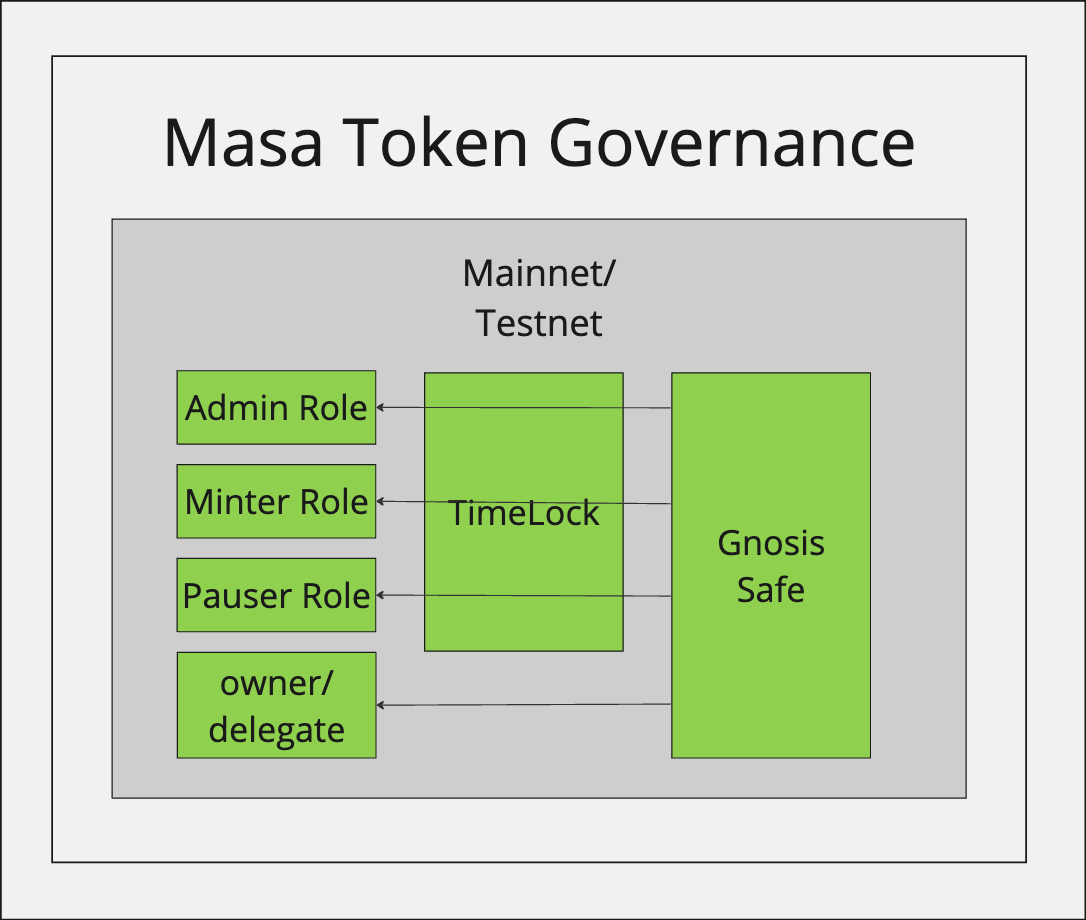 Masa Token Governance
Mainnet/
Testnet
Admin Role
Minter Role
Pauser Role
owner/
delegate
TimeLock
Gnosis
Safe